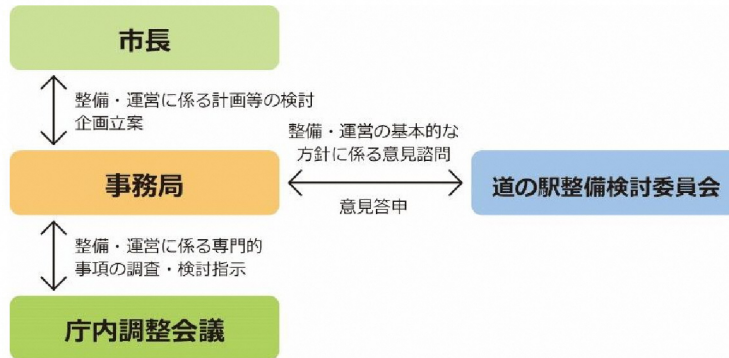 市長
整備・運営に係る計画等の検討
企画立案
整備・運営の基本的な
方針に係る意見諮問
事務局
道の駅整備検討委員会
意見答申
整備・運営に係る専門的
事項の調査・検討指示
庁内調整会議